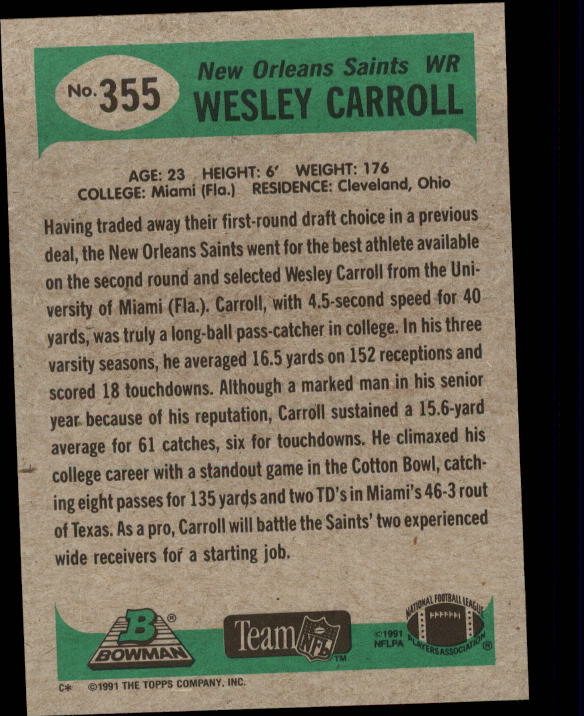 No. 355
New Orleans Saints WR
WESLEY CARROLL
AGE: 23 HEIGHT: 6' WEIGHT: 176
COLLEGE: Miami (Fla.) RESIDENCE: Cleveland, Ohio
Having traded away their first-round draft choice in a previous
deal, the New Orleans Saints went for the best athlete available
on the second round and selected Wesley Carroll from the Uni-
versity of Miami (Fla.). Carroll, with 4.5-second speed for 40
yards, was truly a long-ball pass-catcher in college. In his three
varsity seasons, he averaged 16.5 yards on 152 receptions and
scored 18 touchdowns. Although a marked man in his senior
year because of his reputation, Carroll sustained a 15.6-yard
average for 61 catches, six for touchdowns. He climaxed his
college career with a standout game in the Cotton Bowl, catch-
ing eight passes for 135 yards and two TD's in Miami's 46-3 rout
of Texas. As a pro, Carroll will battle the Saints' two experienced
wide receivers for a starting job.
B ®
BOWMAN
Team NFL TM
©1991
NFLPA
NATIONAL FOOTBALL LEAGUE
PLAYERS ASSOCIATION ®
C* ©1991 THE TOPPS COMPANY, INC.